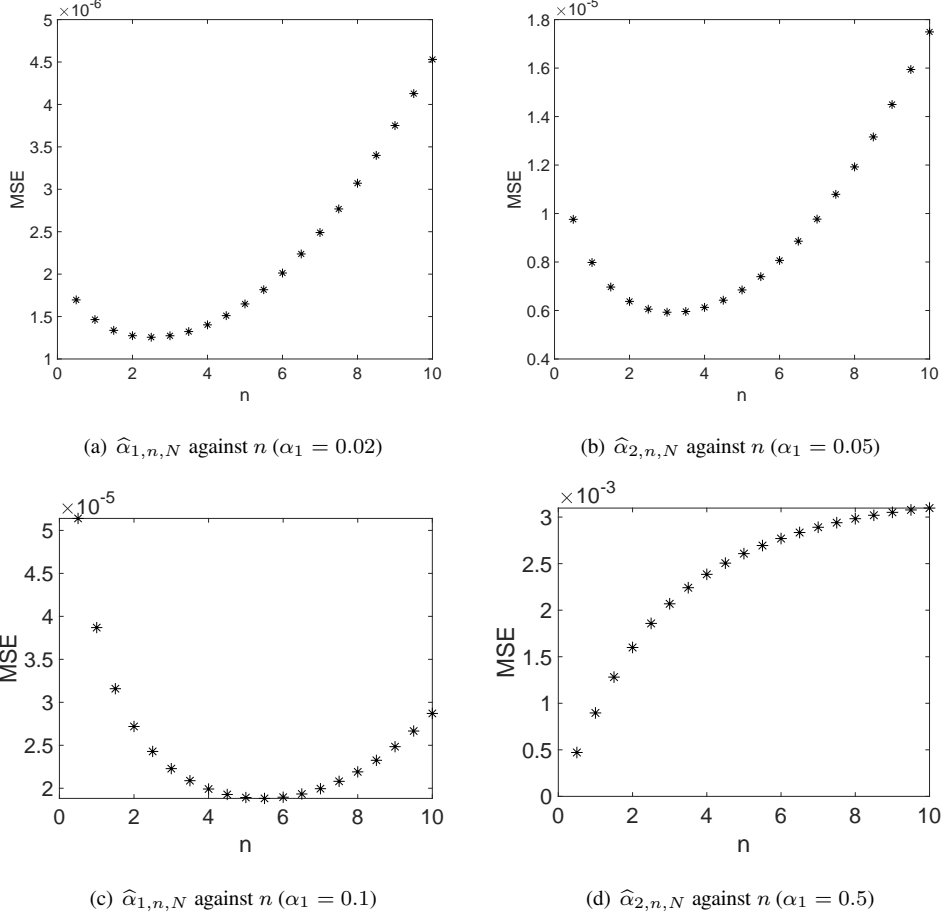 ×10⁻⁶
5
4.5
4
3.5
3
2.5
2
1.5
1
MSE
0 2 4 6 8 10
n
(a) α̂₁,ₙ,N against n (α₁ = 0.02)
×10⁻⁵
1.8
1.6
1.4
1.2
1
0.8
0.6
0.4
MSE
0 2 4 6 8 10
n
(b) α̂₂,ₙ,N against n (α₁ = 0.05)
×10⁻⁵
5
4.5
4
3.5
3
2.5
2
MSE
0 2 4 6 8 10
n
(c) α̂₁,ₙ,N against n (α₁ = 0.1)
×10⁻³
3
2.5
2
1.5
1
0.5
0
MSE
0 2 4 6 8 10
n
(d) α̂₂,ₙ,N against n (α₁ = 0.5)